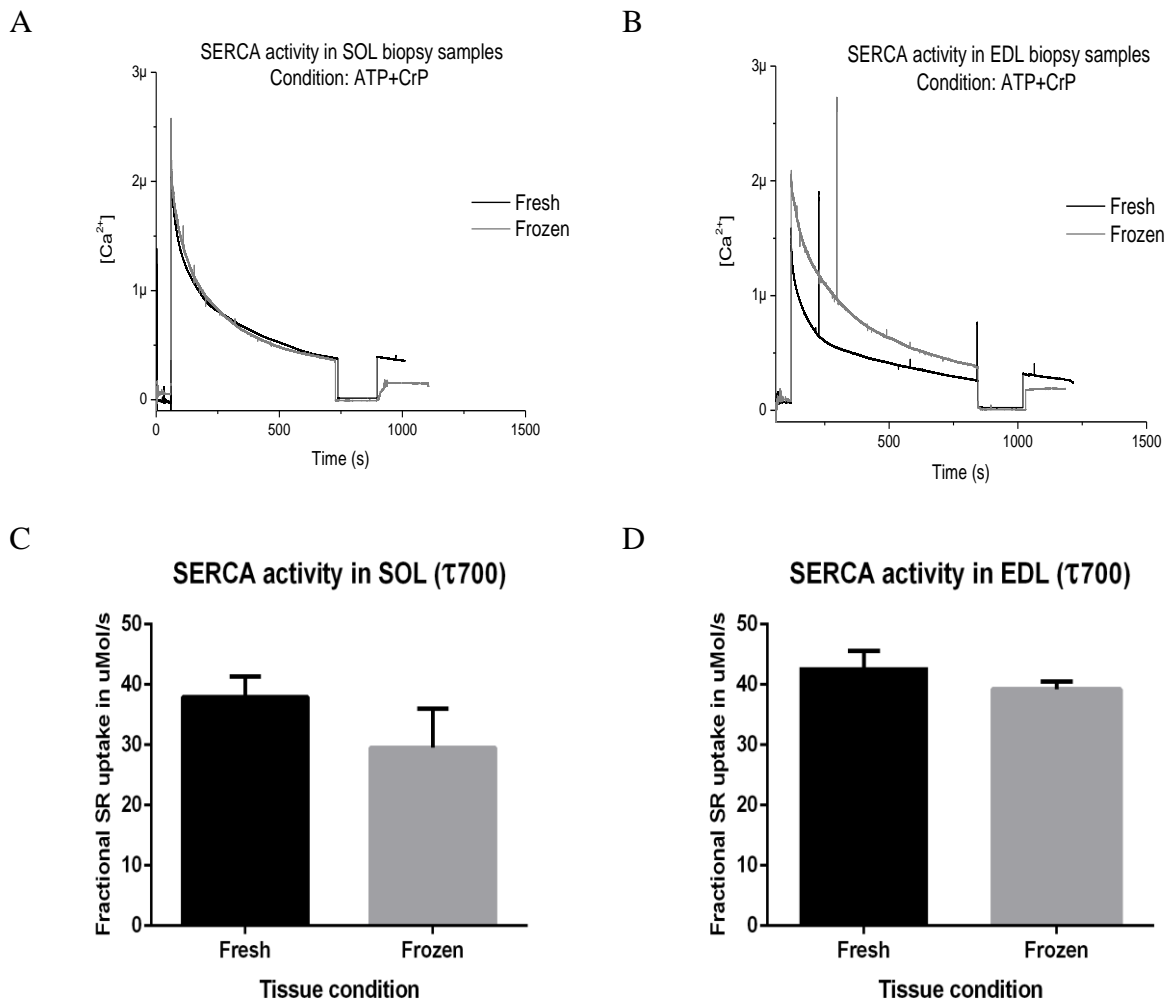 A
SERCA activity in SOL biopsy samples
Condition: ATP+CrP
3µ
2µ
1µ
0
[Ca²⁺]
Fresh
Frozen
0
500
1000
1500
Time (s)
B
SERCA activity in EDL biopsy samples
Condition: ATP+CrP
3µ
2µ
1µ
0
[Ca²⁺]
Fresh
Frozen
500
1000
1500
Time (s)
C
SERCA activity in SOL (τ700)
Fractional SR uptake in uMol/s
50
40
30
20
10
0
Fresh
Frozen
Tissue condition
D
SERCA activity in EDL (τ700)
Fractional SR uptake in uMol/s
50
40
30
20
10
0
Fresh
Frozen
Tissue condition